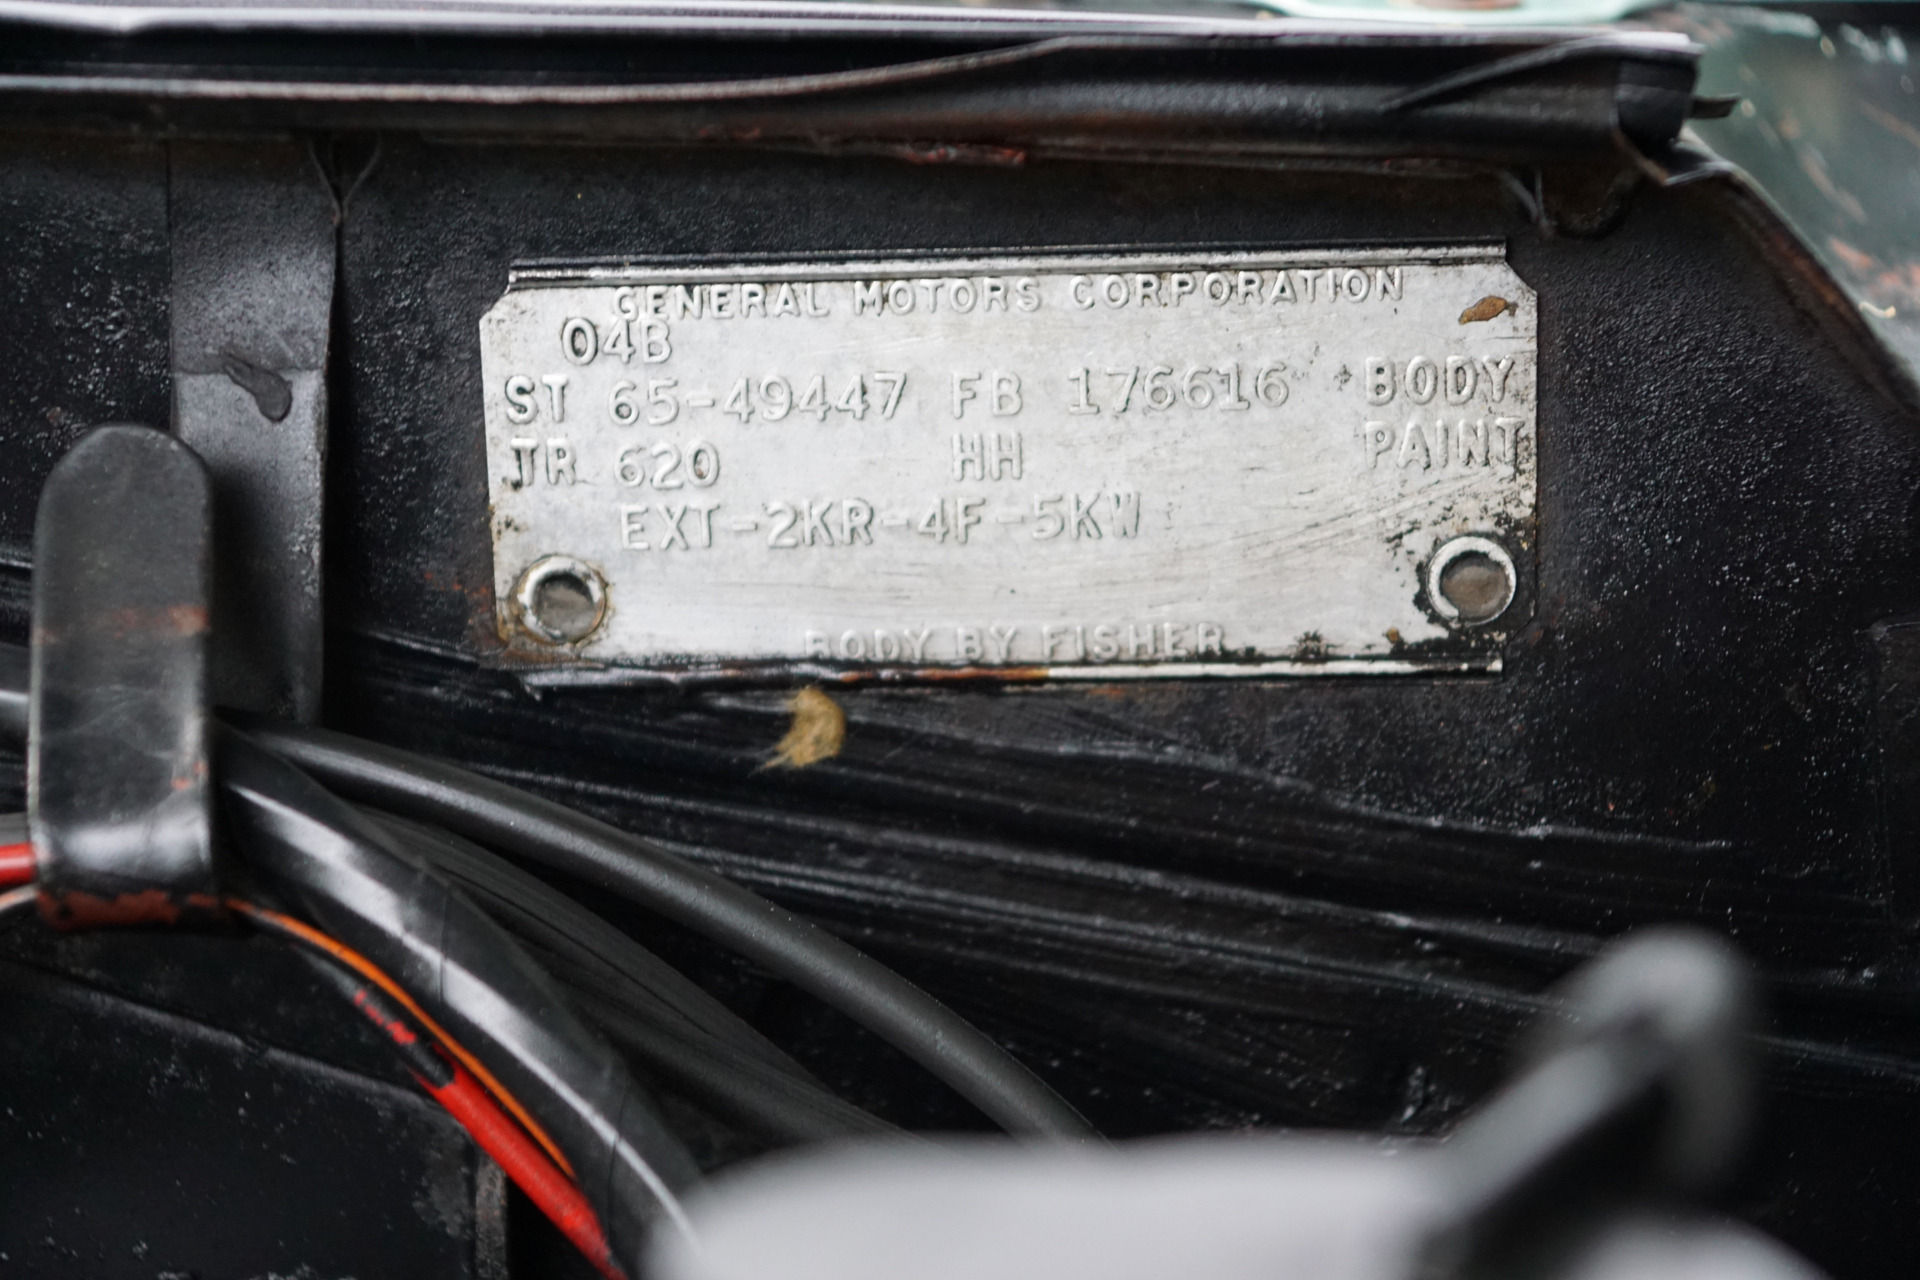 GENERAL MOTORS CORPORATION
04B
ST 65-49447 FB 176616 BODY
TR 620 HH PAINT
EXT-2KR-4F-5KW
BODY BY FISHER